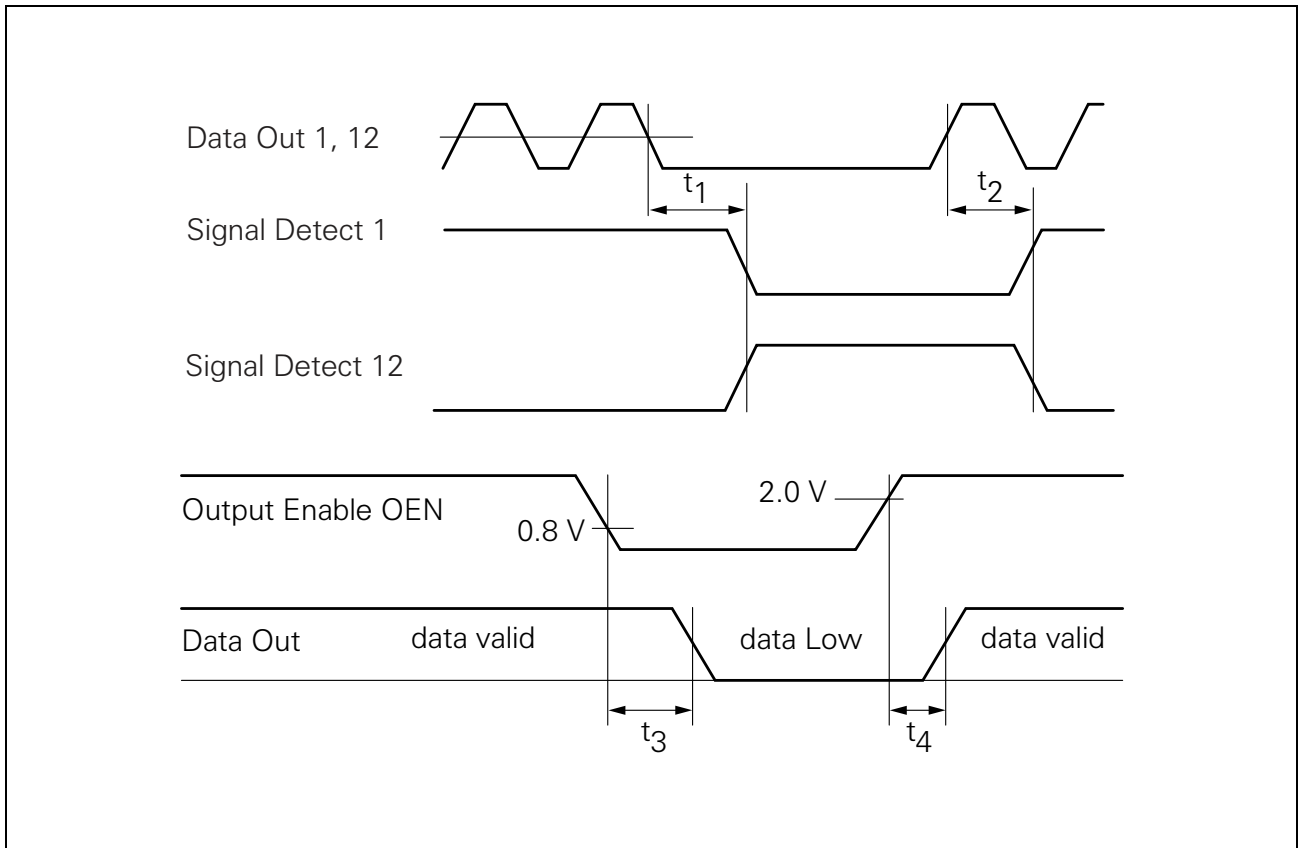 Data Out 1, 12
t1
t2
Signal Detect 1
Signal Detect 12
Output Enable OEN
0.8 V
2.0 V
Data Out
data valid
data Low
data valid
t3
t4